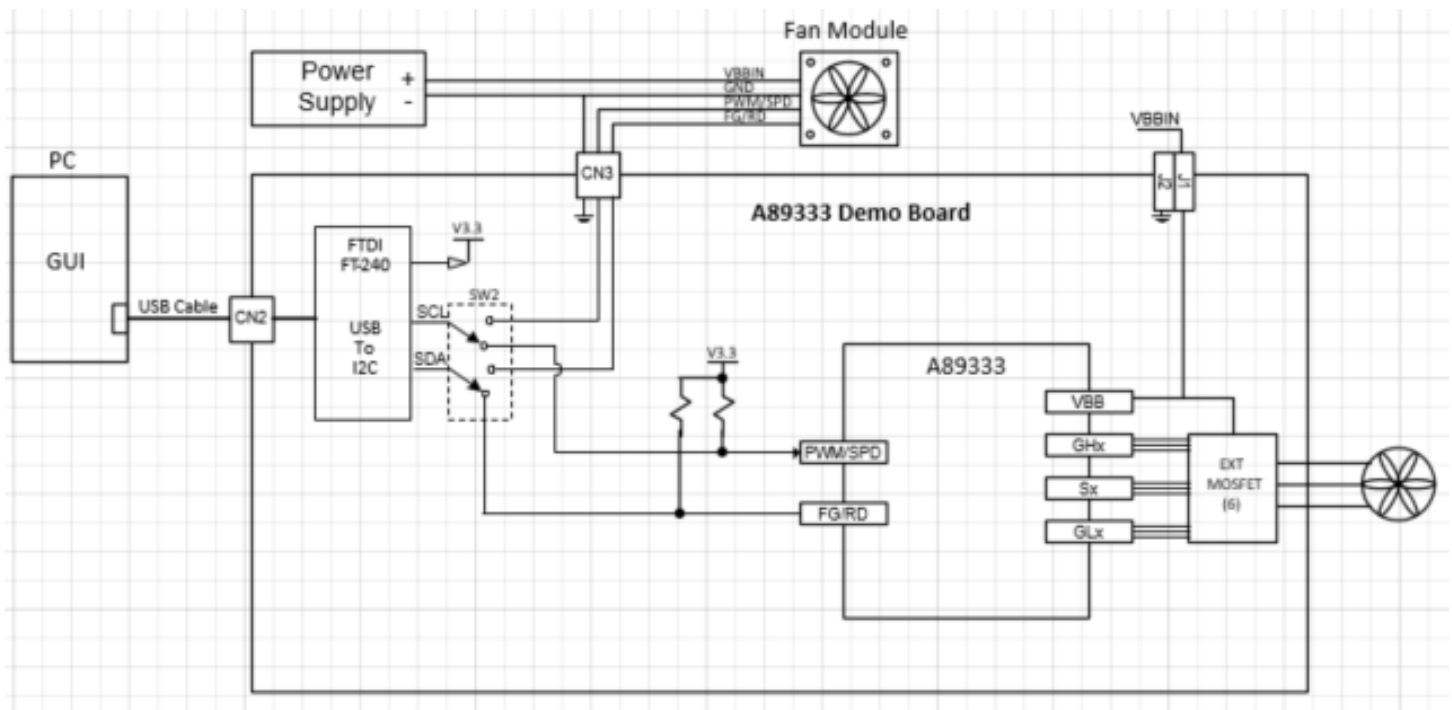 Fan Module
Power
Supply
+
-
VBBIN
GND
PWM/SPD
FG/RD
VBBIN
PC
CN3
J2
J1
A89333 Demo Board
GUI
FTDI
FT-240
V3.3
USB Cable
CN2
SW2
SCL
USB
To
I2C
SDA
V3.3
A89333
VBB
PWM/SPD
GHx
EXT
MOSFET
(6)
Sx
FG/RD
GLx